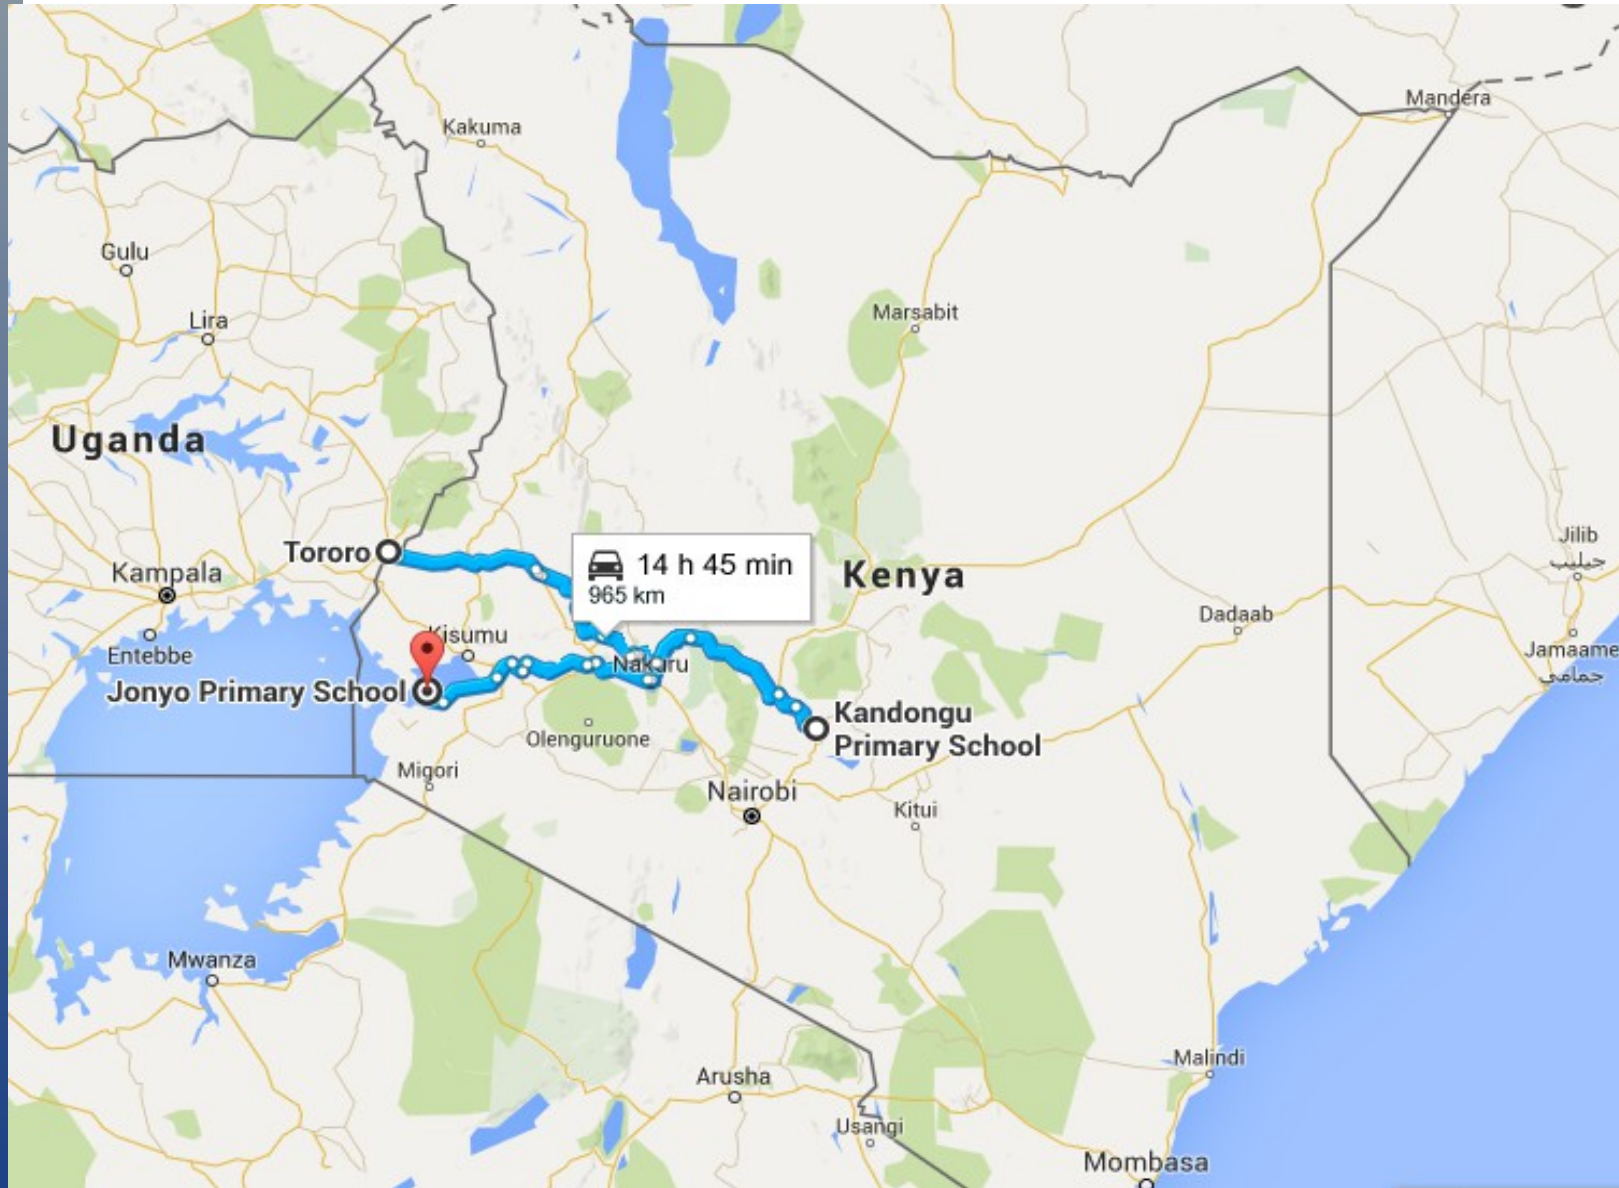 Mandera
Kakuma
Gulu
Marsabit
Lira
Uganda
Tororo
14 h 45 min
965 km
Kampala
Kenya
Jilib
جيليب
Dadaab
Kisumu
Entebbe
Nakuru
Jamaame
جمامي
Jonyo Primary School
Kandongu
Primary School
Olenguruone
Migori
Nairobi
Kitui
Mwanza
Malindi
Arusha
Usangi
Mombasa